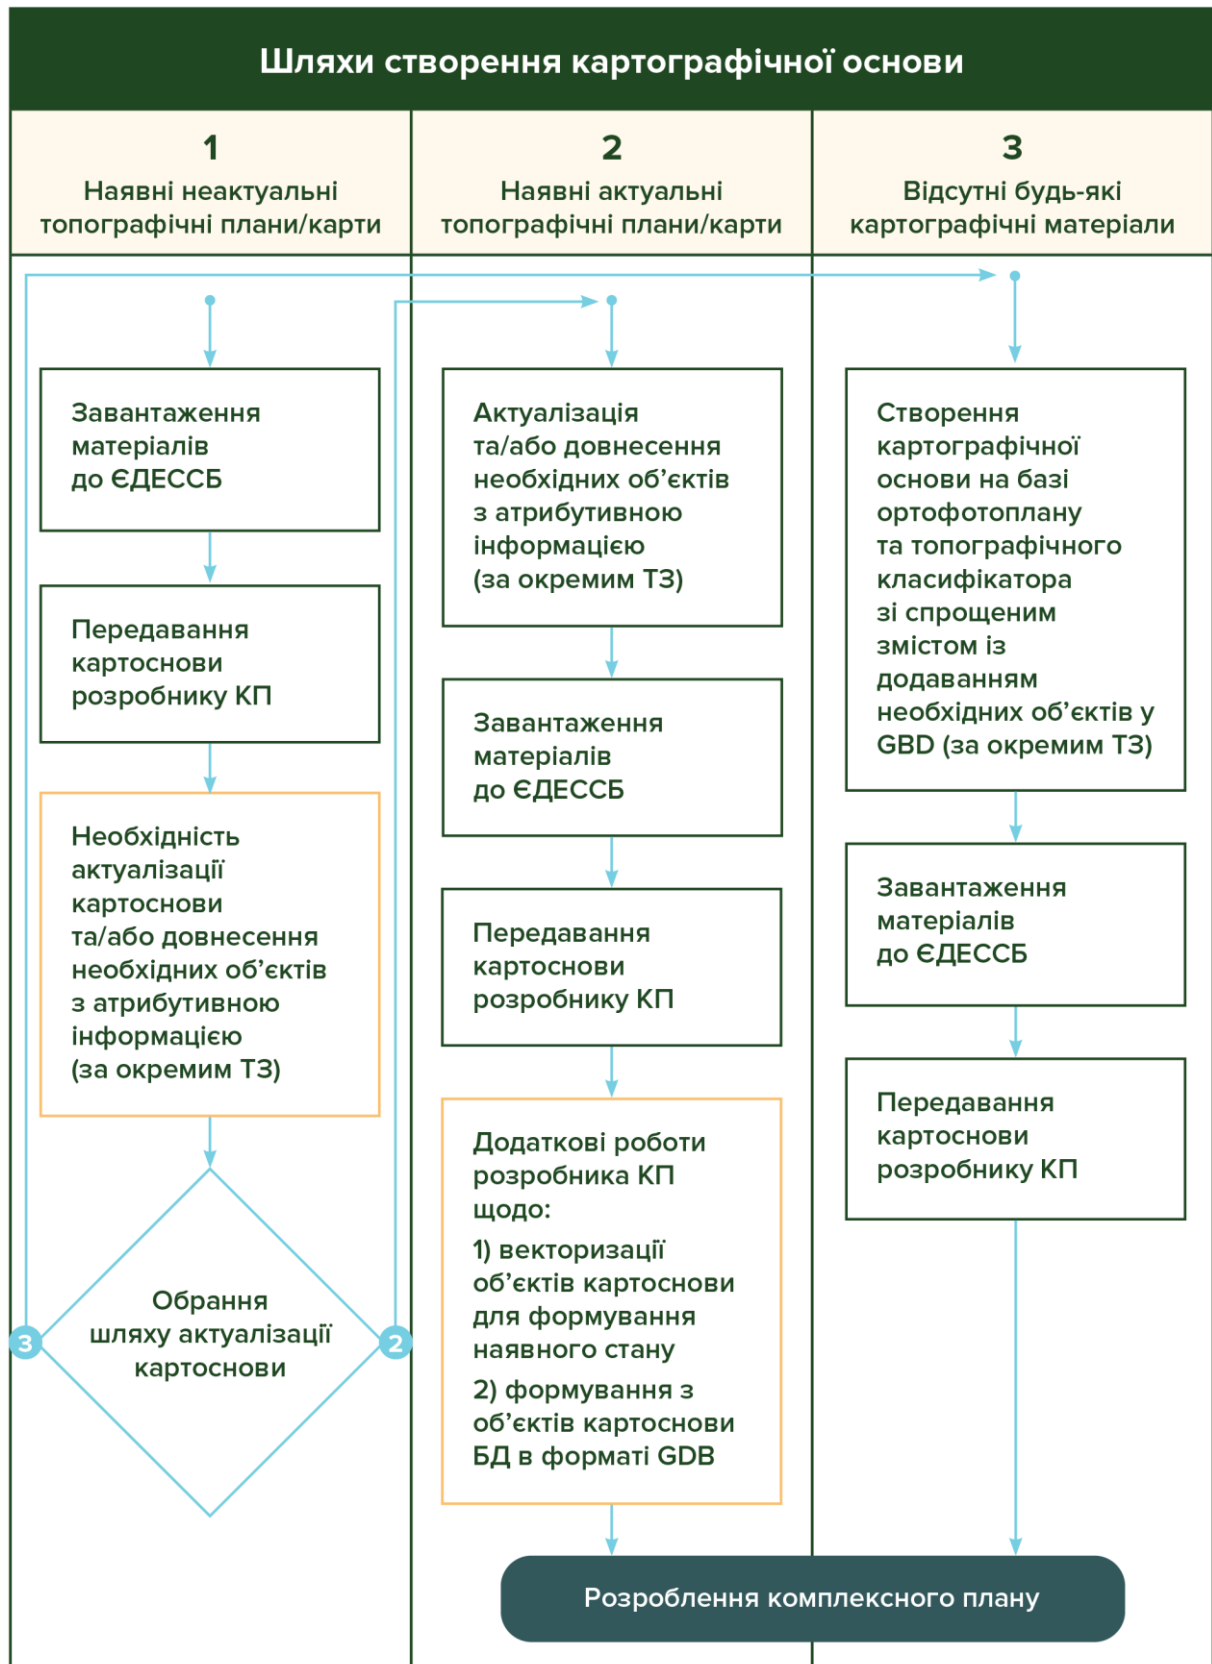 Шляхи створення картографічної основи
1
Наявні неактуальні
топографічні плани/карти
2
Наявні актуальні
топографічні плани/карти
3
Відсутні будь-які
картографічні матеріали
Завантаження
матеріалів
до ЄДЕССБ
Передавання
картоснови
розробнику КП
Необхідність
актуалізації
картоснови
та/або довнесення
необхідних об’єктів
з атрибутивною
інформацією
(за окремим ТЗ)
Обрання
шляху актуалізації
картоснови
3
2
Актуалізація
та/або довнесення
необхідних об’єктів
з атрибутивною
інформацією
(за окремим ТЗ)
Завантаження
матеріалів
до ЄДЕССБ
Передавання
картоснови
розробнику КП
Додаткові роботи
розробника КП
щодо:
1) векторизації
об’єктів картоснови
для формування
наявного стану
2) формування з
об’єктів картоснови
БД в форматі GDB
Створення
картографічної
основи на базі
ортофотоплану
та топографічного
класифікатора
зі спрощеним
змістом із
додаванням
необхідних об’єктів у
GBD (за окремим ТЗ)
Завантаження
матеріалів
до ЄДЕССБ
Передавання
картоснови
розробнику КП
Розроблення комплексного плану